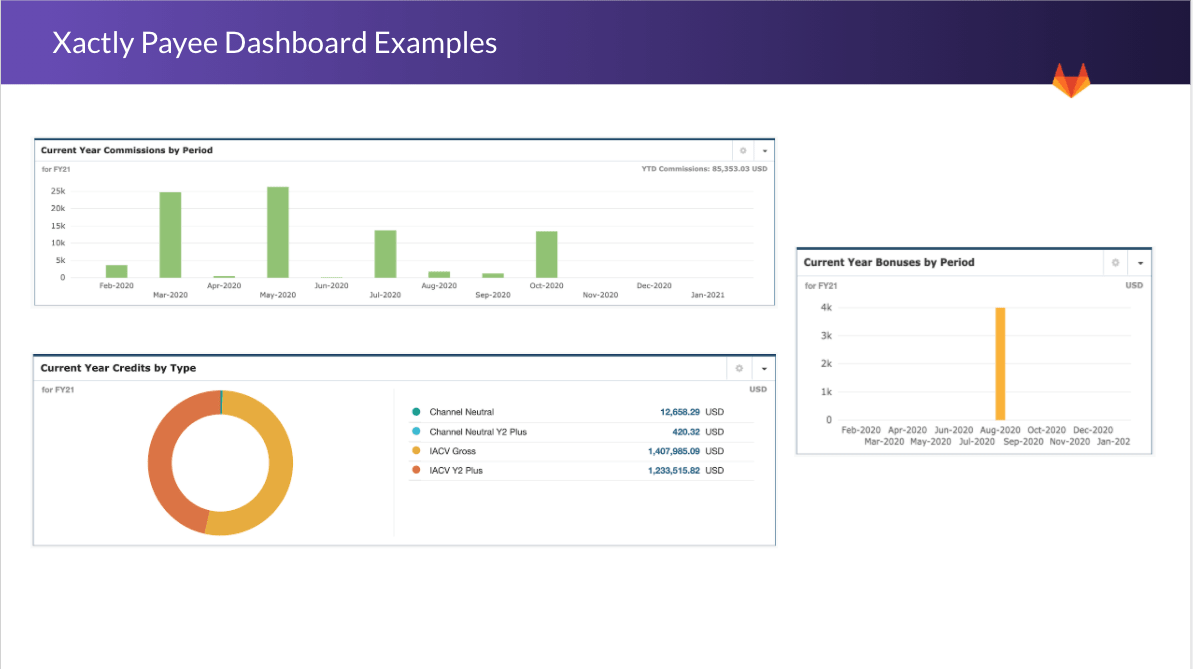 Xactly Payee Dashboard Examples
Current Year Commissions by Period
for FY21
YTD Commissions: 85,353.03 USD
25k
20k
15k
10k
5k
0
Feb-2020 Apr-2020 Jun-2020 Aug-2020 Oct-2020 Dec-2020
Mar-2020 May-2020 Jul-2020 Sep-2020 Nov-2020 Jan-2021
Current Year Credits by Type
for FY21
USD
Channel Neutral 12,658.29 USD
Channel Neutral Y2 Plus 420.32 USD
IACV Gross 1,407,985.09 USD
IACV Y2 Plus 1,233,515.82 USD
Current Year Bonuses by Period
for FY21
USD
4k
3k
2k
1k
0
Feb-2020 Apr-2020 Jun-2020 Aug-2020 Oct-2020 Dec-2020
Mar-2020 May-2020 Jul-2020 Sep-2020 Nov-2020 Jan-202